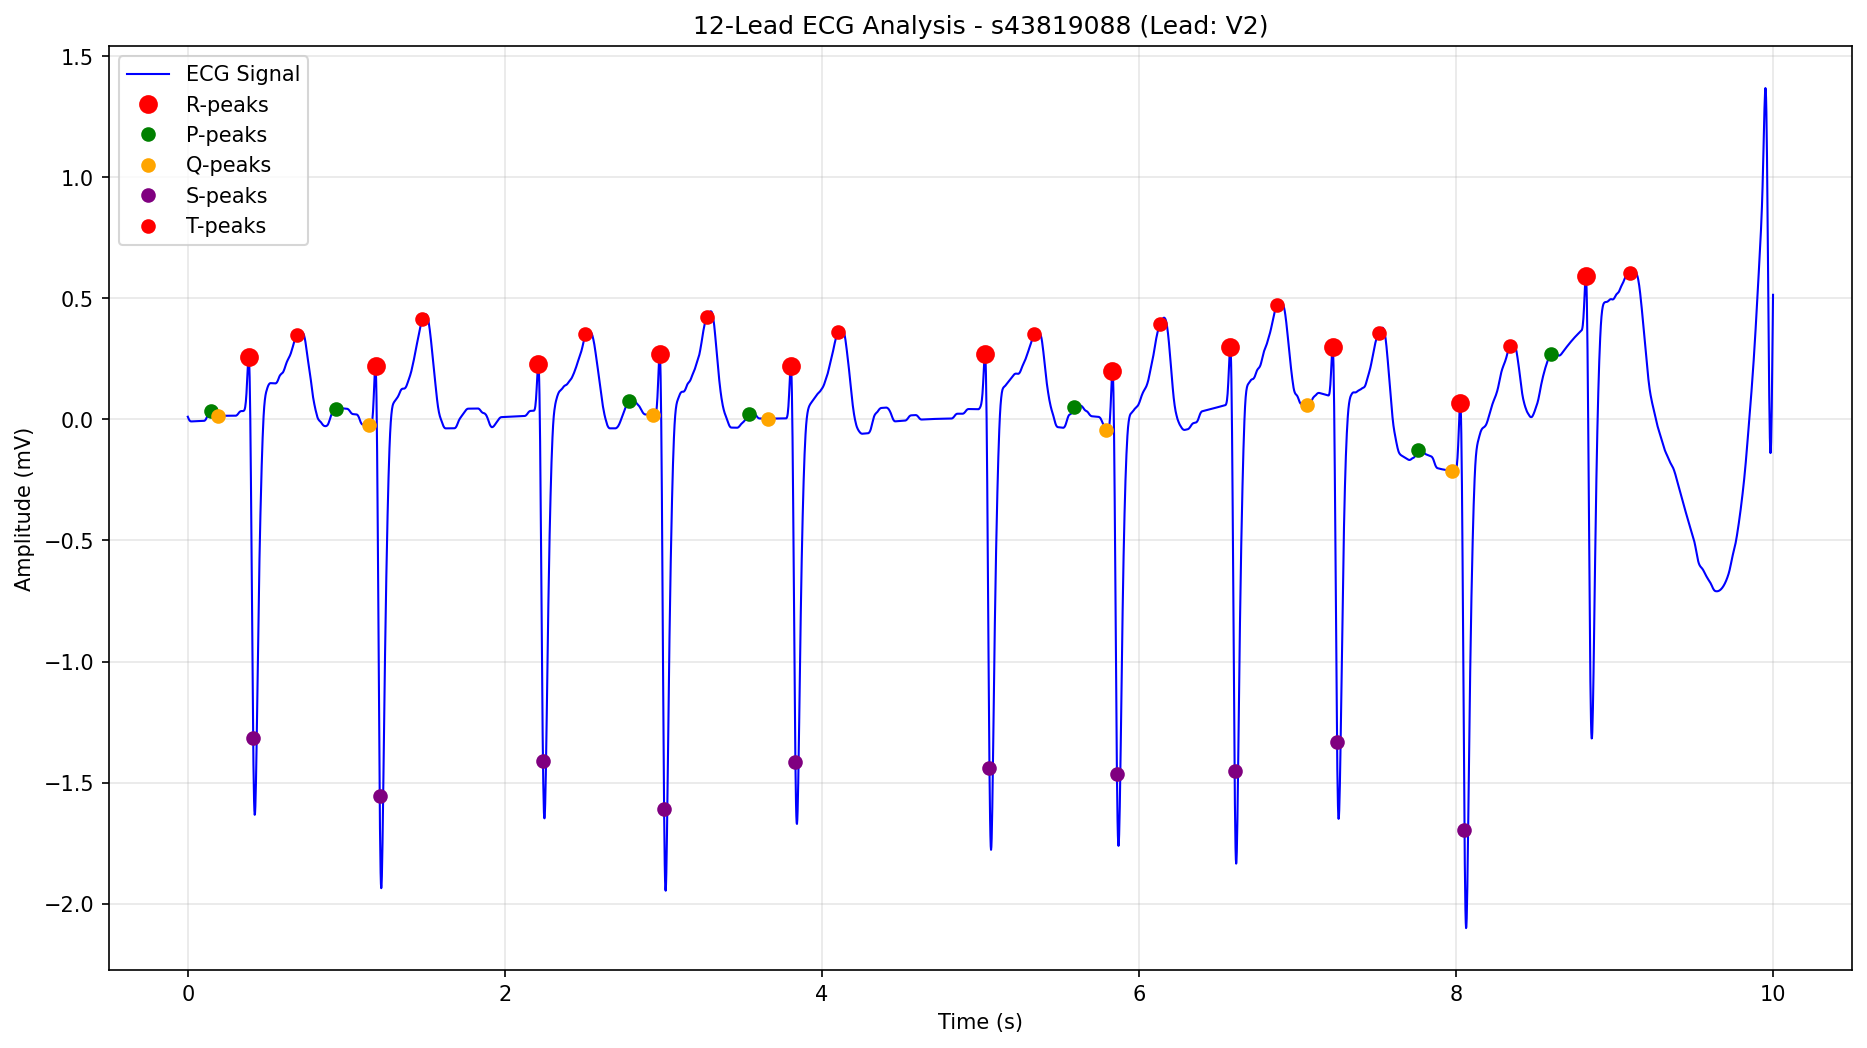 12-Lead ECG Analysis - s43819088 (Lead: V2)
ECG Signal
R-peaks
P-peaks
Q-peaks
S-peaks
T-peaks
1.5
1.0
0.5
0.0
−0.5
−1.0
−1.5
−2.0
Amplitude (mV)
0 2 4 6 8 10
Time (s)